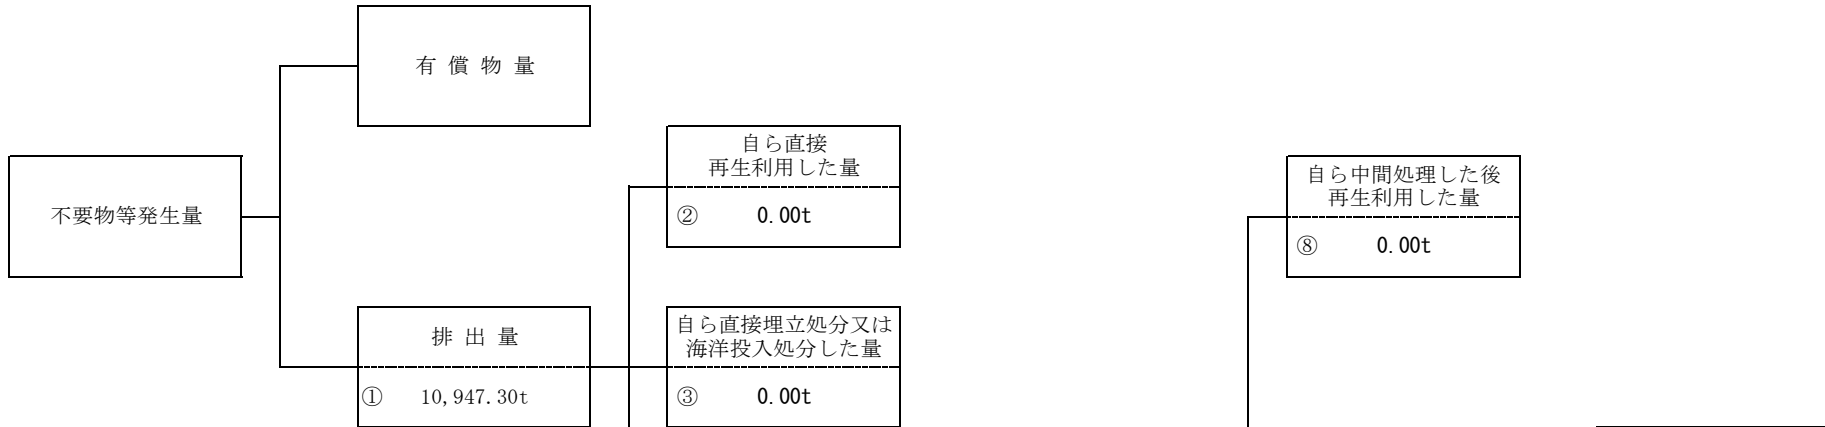 有 償 物 量
自ら直接
再生利用した量
② 0.00t
自ら中間処理した後
再生利用した量
⑧ 0.00t
不要物等発生量
排 出 量
① 10,947.30t
自ら直接埋立処分又は
海洋投入処分した量
③ 0.00t